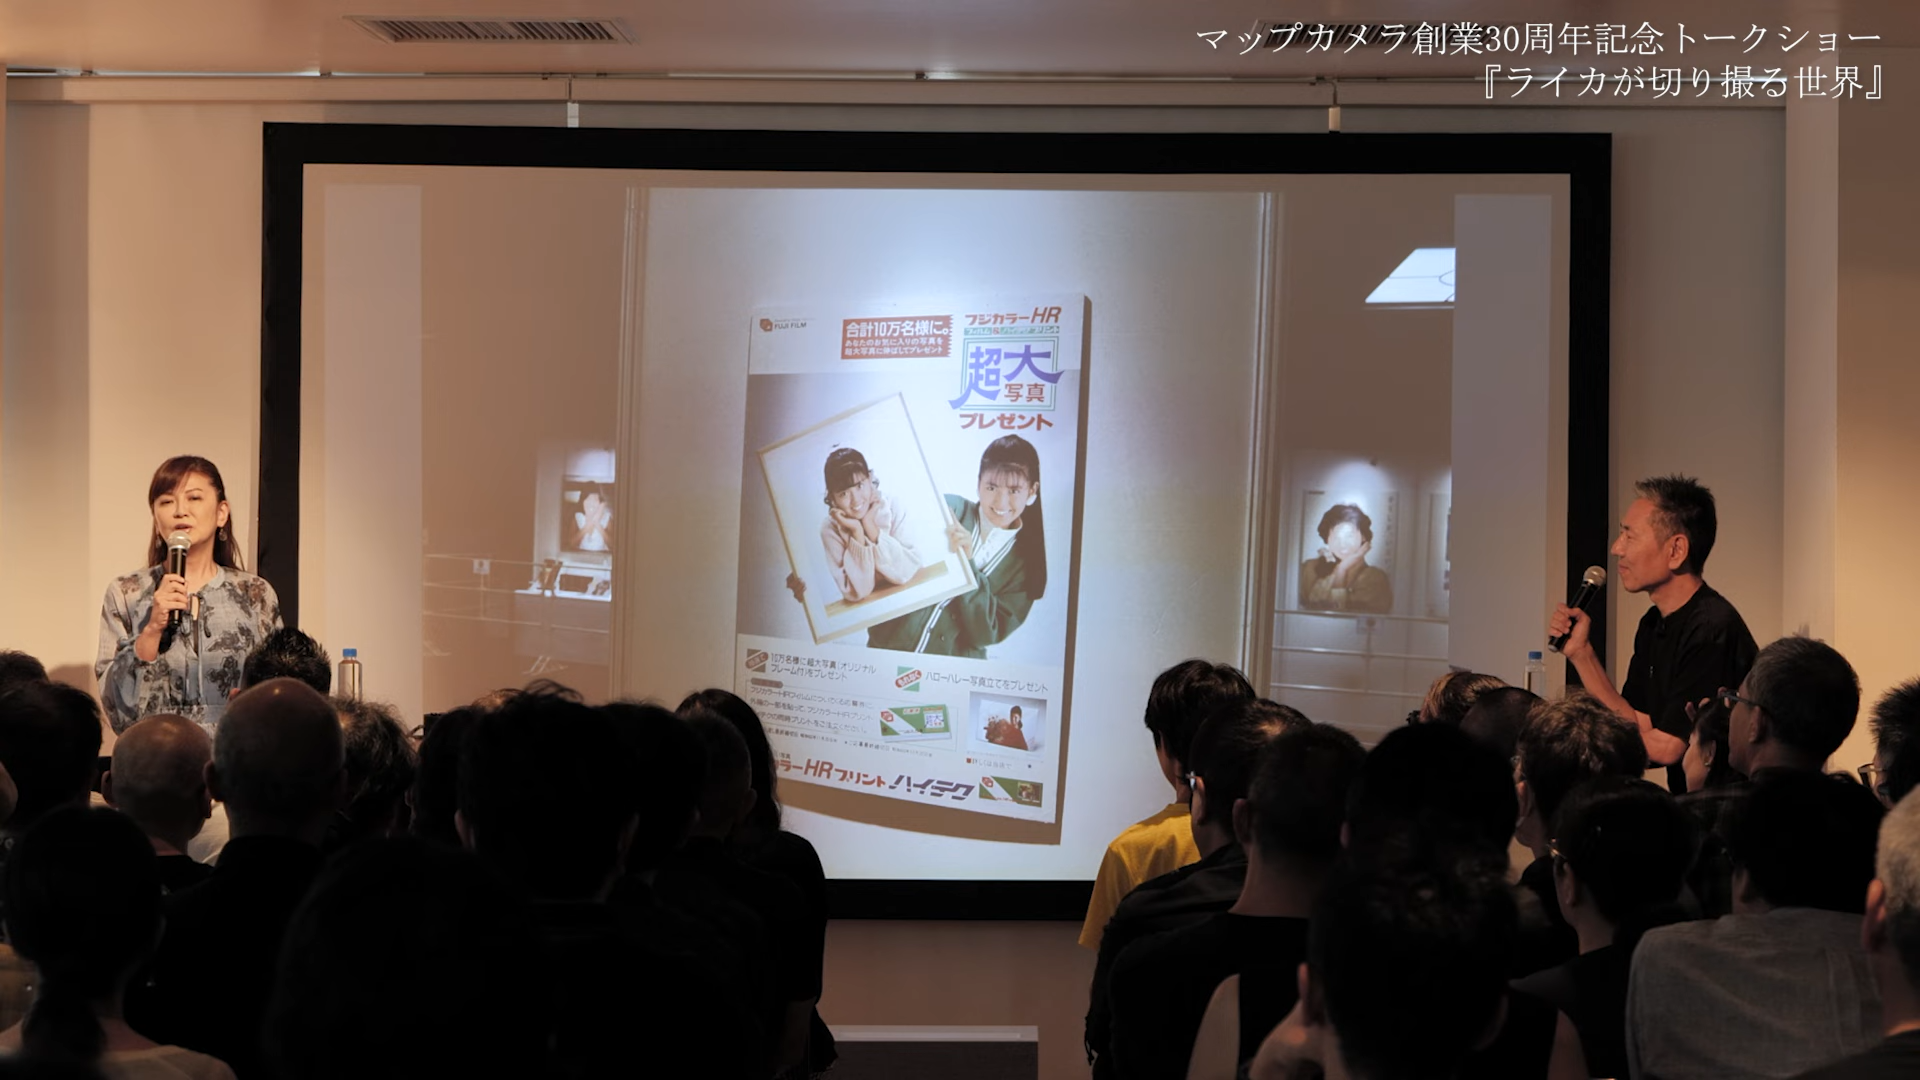 マップカメラ創業30周年記念トークショー
『ライカが切り撮る世界』
FUJI FILM
合計10万名様に。
あなたのお気に入りの写真を
超大写真に伸ばしてプレゼント
フジカラーHR
超大
写真
プレゼント
10万名様に超大写真(オリジナル
フレーム付)をプレゼント
ハローハレー写真立てをプレゼント
ラーHRプリント ハイテク